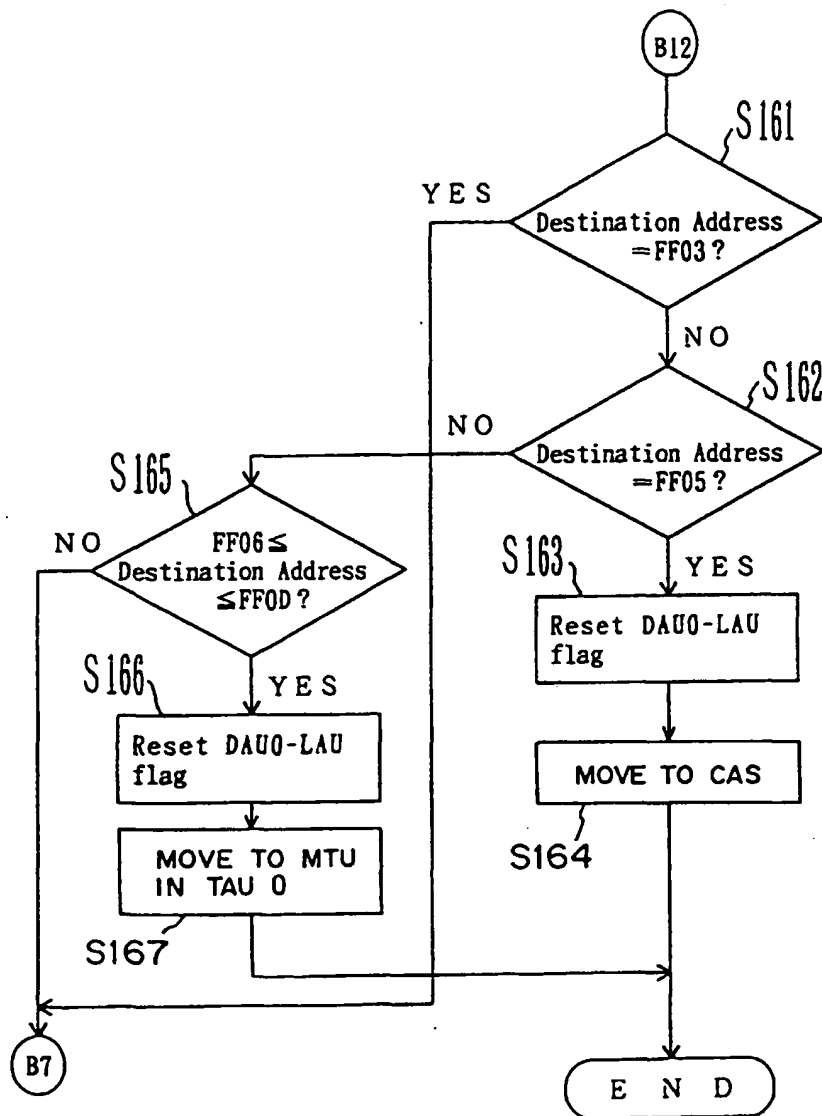 B12
S161
YES
Destination Address
=FF03?
NO
S162
NO
Destination Address
=FF05?
S165
NO
FF06≦
Destination Address
≦FF0D?
S163
YES
Reset DAU0-LAU
flag
S166
YES
Reset DAU0-LAU
flag
MOVE TO CAS
S164
MOVE TO MTU
IN TAU 0
S167
B7
END